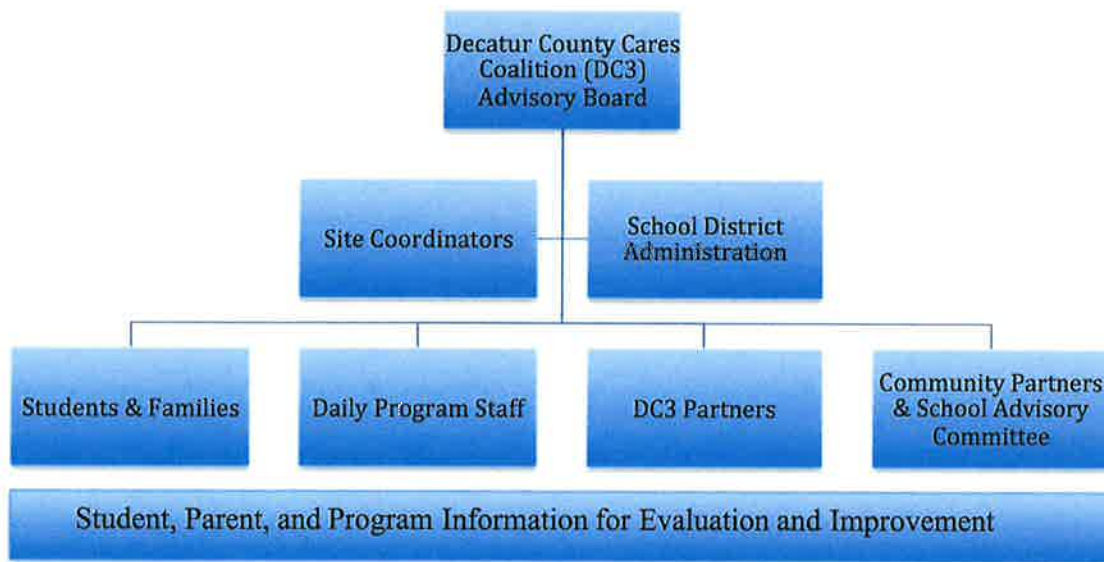 Decatur County Cares
Coalition (DC3)
Advisory Board
Site Coordinators
School District
Administration
Students & Families
Daily Program Staff
DC3 Partners
Community Partners
& School Advisory
Committee
Student, Parent, and Program Information for Evaluation and Improvement